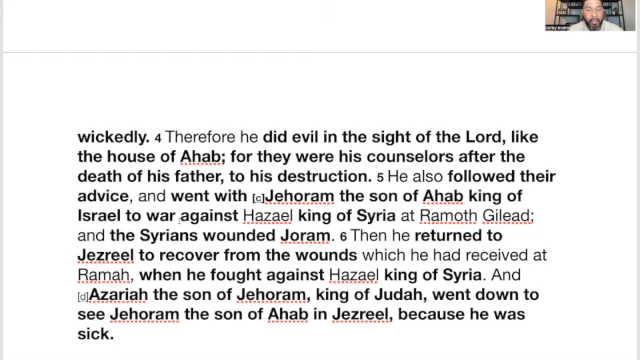 wickedly. 4 Therefore he did evil in the sight of the Lord, like
the house of Ahab; for they were his counselors after the
death of his father, to his destruction. 5 He also followed their
advice, and went with [c]Jehoram the son of Ahab king of
Israel to war against Hazael king of Syria at Ramoth Gilead;
and the Syrians wounded Joram. 6 Then he returned to
Jezreel to recover from the wounds which he had received at
Ramah, when he fought against Hazael king of Syria. And
[d]Azariah the son of Jehoram, king of Judah, went down to
see Jehoram the son of Ahab in Jezreel, because he was
sick.